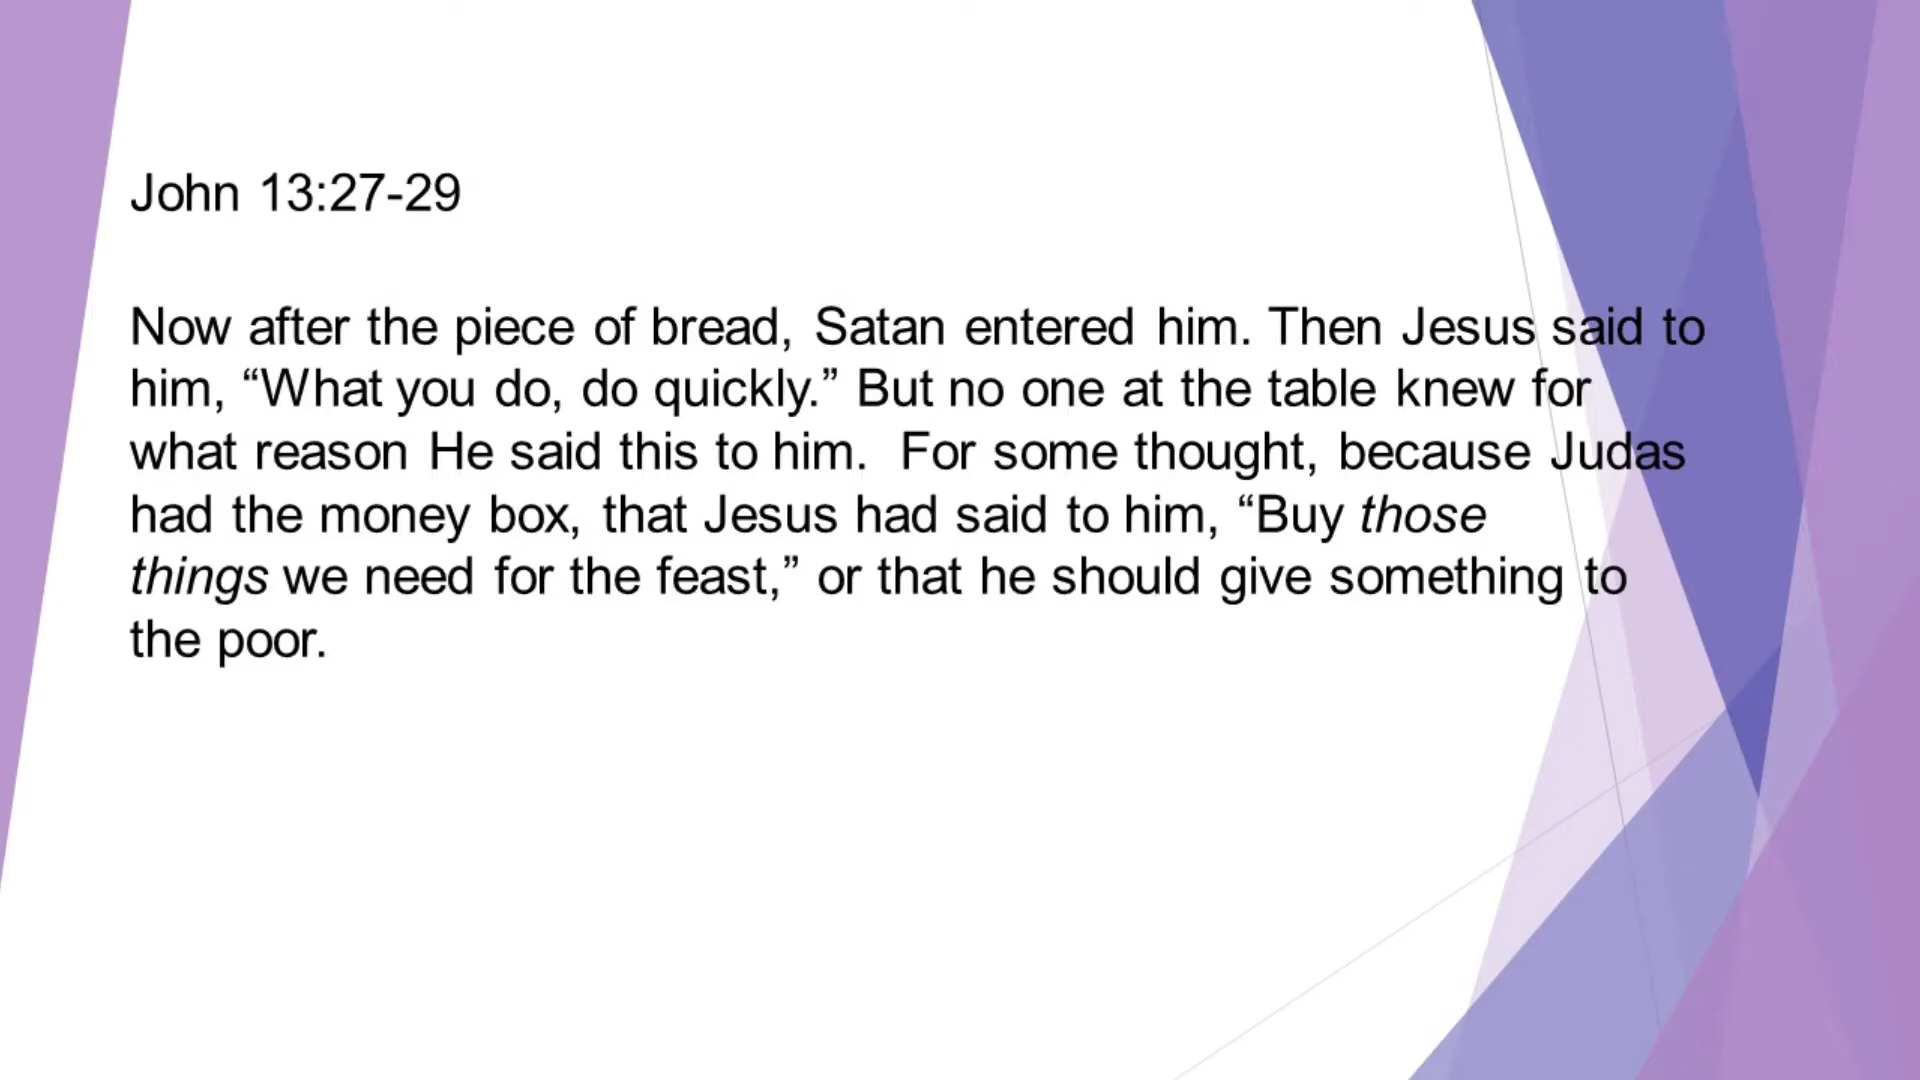 John 13:27-29
Now after the piece of bread, Satan entered him. Then Jesus said to
him, “What you do, do quickly.” But no one at the table knew for
what reason He said this to him.  For some thought, because Judas
had the money box, that Jesus had said to him, “Buy those
things we need for the feast,” or that he should give something to
the poor.